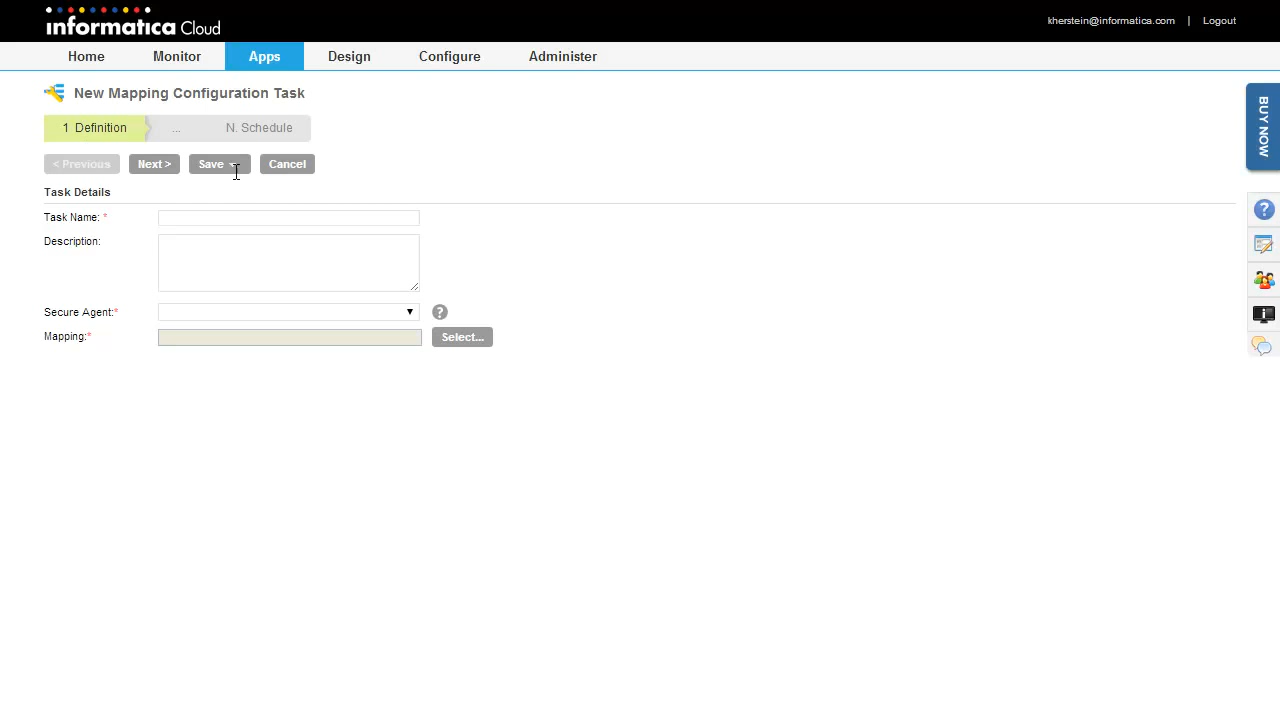 informatica Cloud
kherstein@informatica.com | Logout
Home Monitor Apps Design Configure Administer
New Mapping Configuration Task
1 Definition ... N. Schedule
< Previous Next > Save Cancel
Task Details
Task Name: *
Description:
Secure Agent:*
Mapping:* Select...
BUY NOW